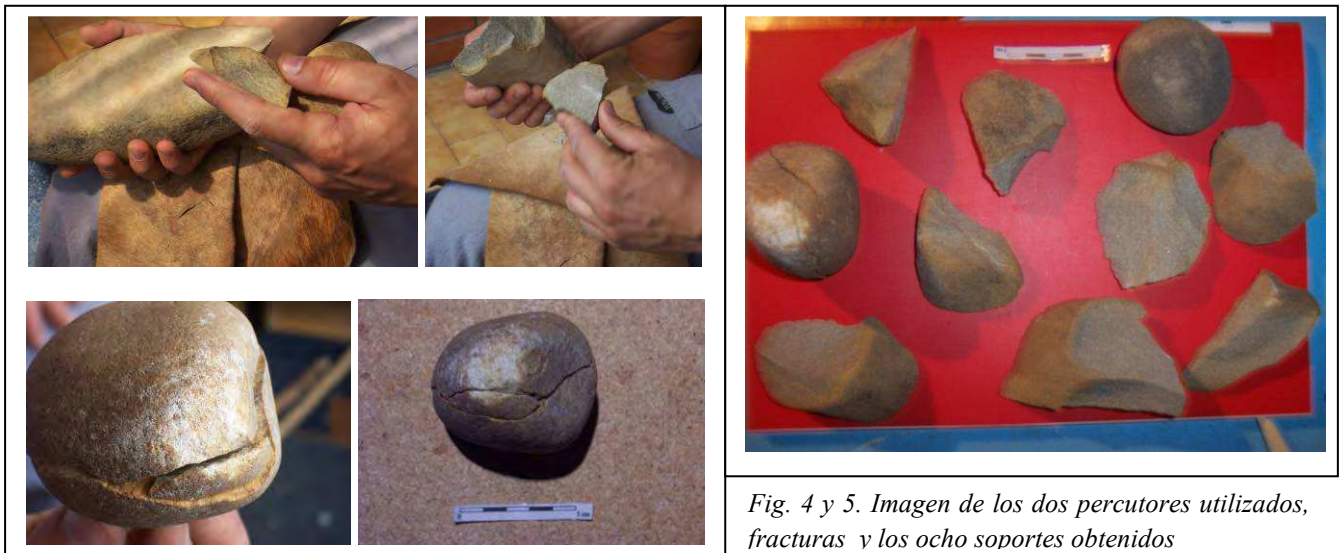 Fig. 4 y 5. Imagen de los dos percutores utilizados,
fracturas y los ocho soportes obtenidos